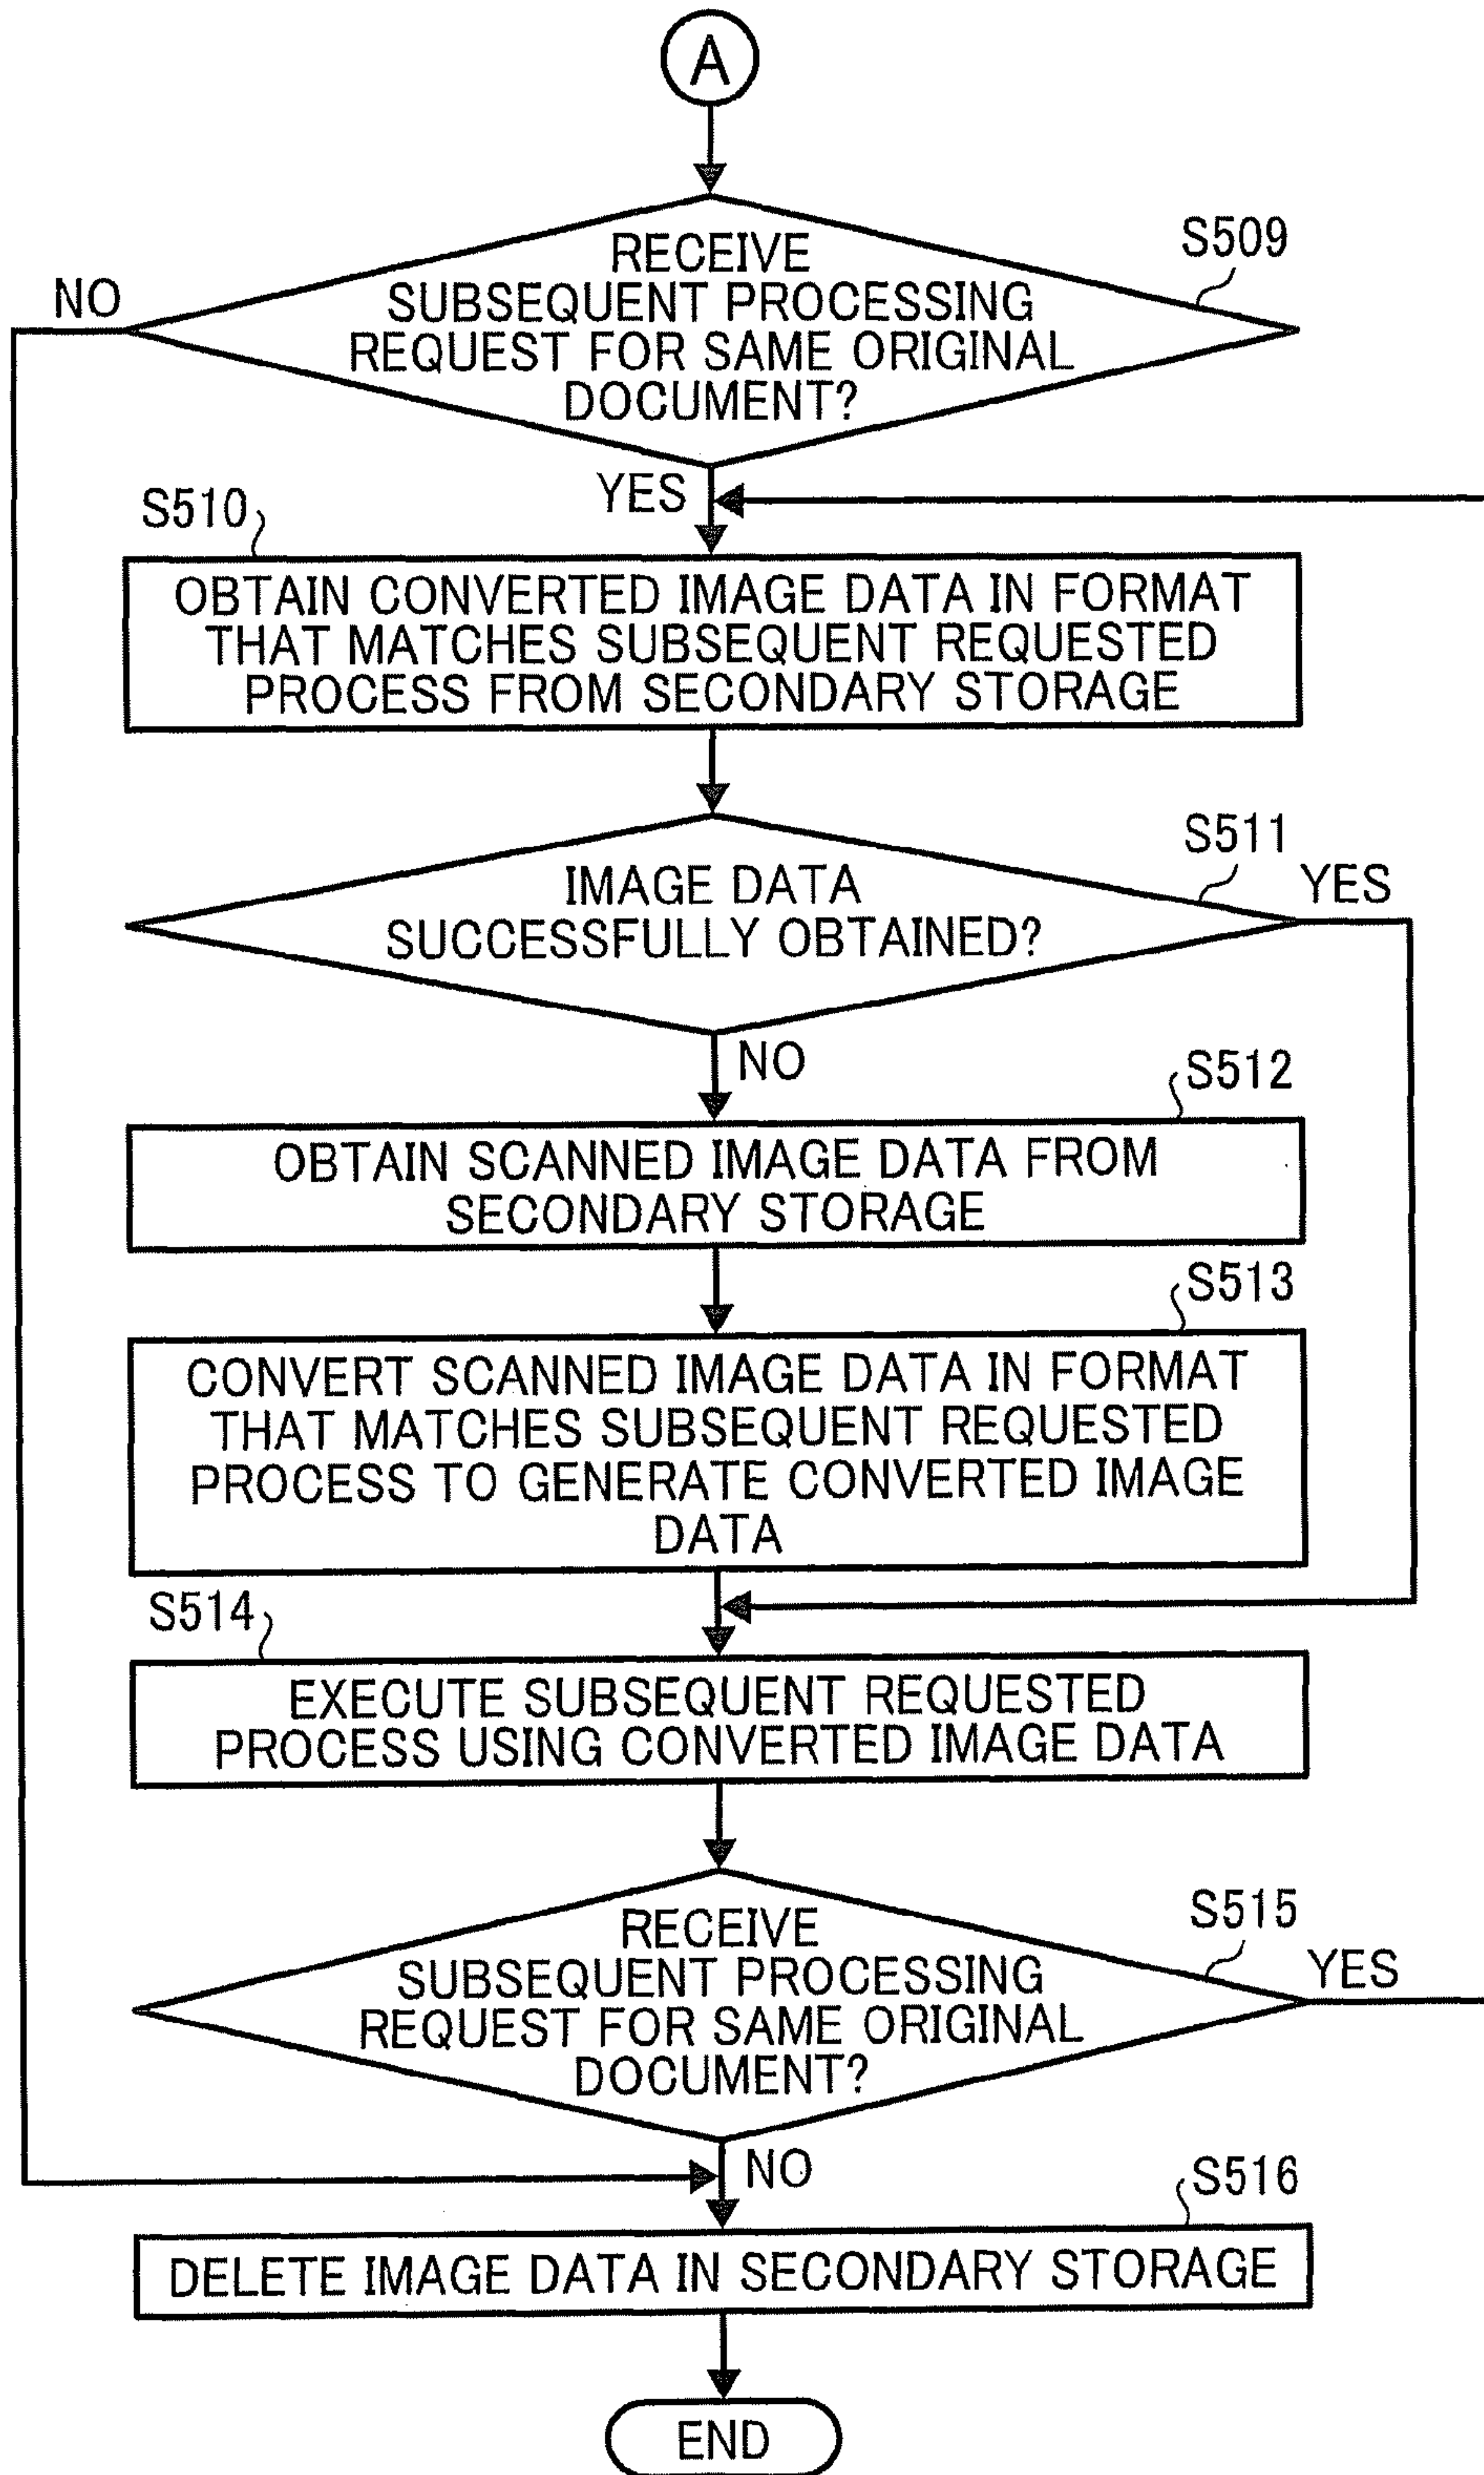 A
S509
RECEIVE
SUBSEQUENT PROCESSING
REQUEST FOR SAME ORIGINAL
DOCUMENT?
NO
YES
S510
OBTAIN CONVERTED IMAGE DATA IN FORMAT
THAT MATCHES SUBSEQUENT REQUESTED
PROCESS FROM SECONDARY STORAGE
S511
IMAGE DATA
SUCCESSFULLY OBTAINED?
YES
NO
S512
OBTAIN SCANNED IMAGE DATA FROM
SECONDARY STORAGE
S513
CONVERT SCANNED IMAGE DATA IN FORMAT
THAT MATCHES SUBSEQUENT REQUESTED
PROCESS TO GENERATE CONVERTED IMAGE
DATA
S514
EXECUTE SUBSEQUENT REQUESTED
PROCESS USING CONVERTED IMAGE DATA
S515
RECEIVE
SUBSEQUENT PROCESSING
REQUEST FOR SAME ORIGINAL
DOCUMENT?
YES
NO
S516
DELETE IMAGE DATA IN SECONDARY STORAGE
END